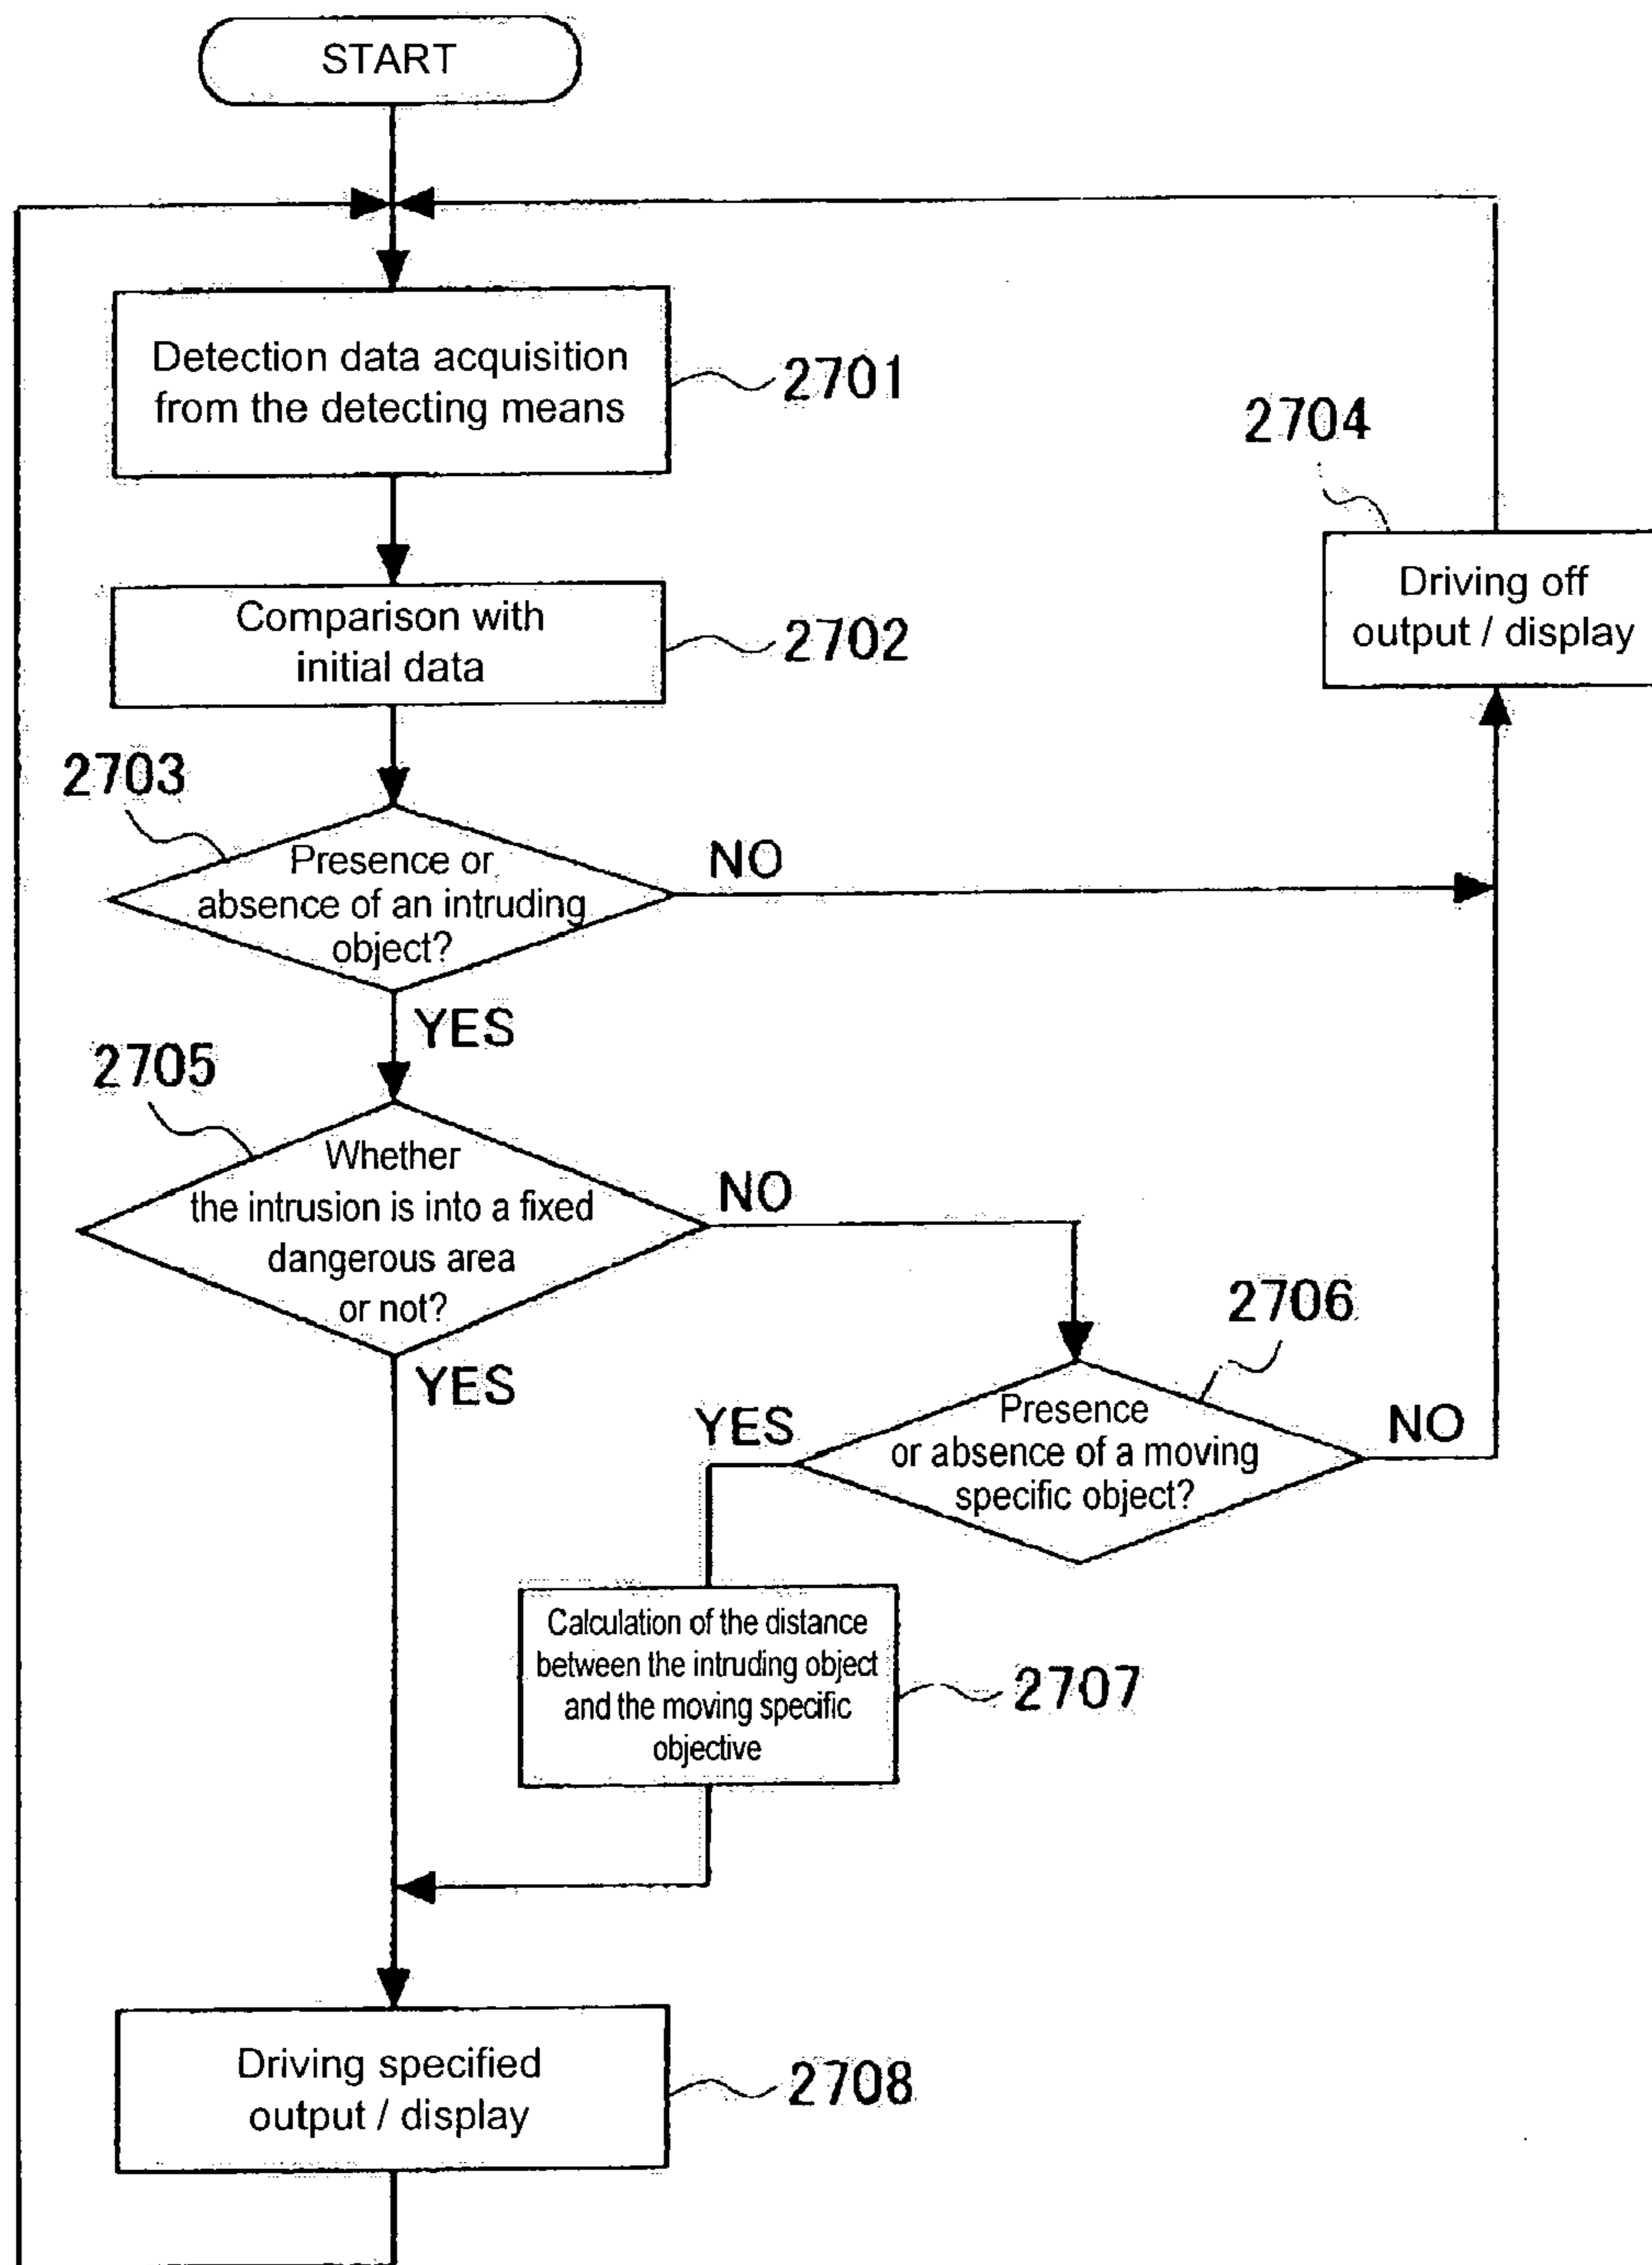 START
Detection data acquisition
from the detecting means
2701
2704
Driving off
output / display
Comparison with
initial data
2702
2703
Presence or
absence of an intruding
object?
NO
YES
2705
Whether
the intrusion is into a fixed
dangerous area
or not?
NO
YES
2706
Presence
or absence of a moving
specific object?
YES
NO
Calculation of the distance
between the intruding object
and the moving specific
objective
2707
Driving specified
output / display
2708